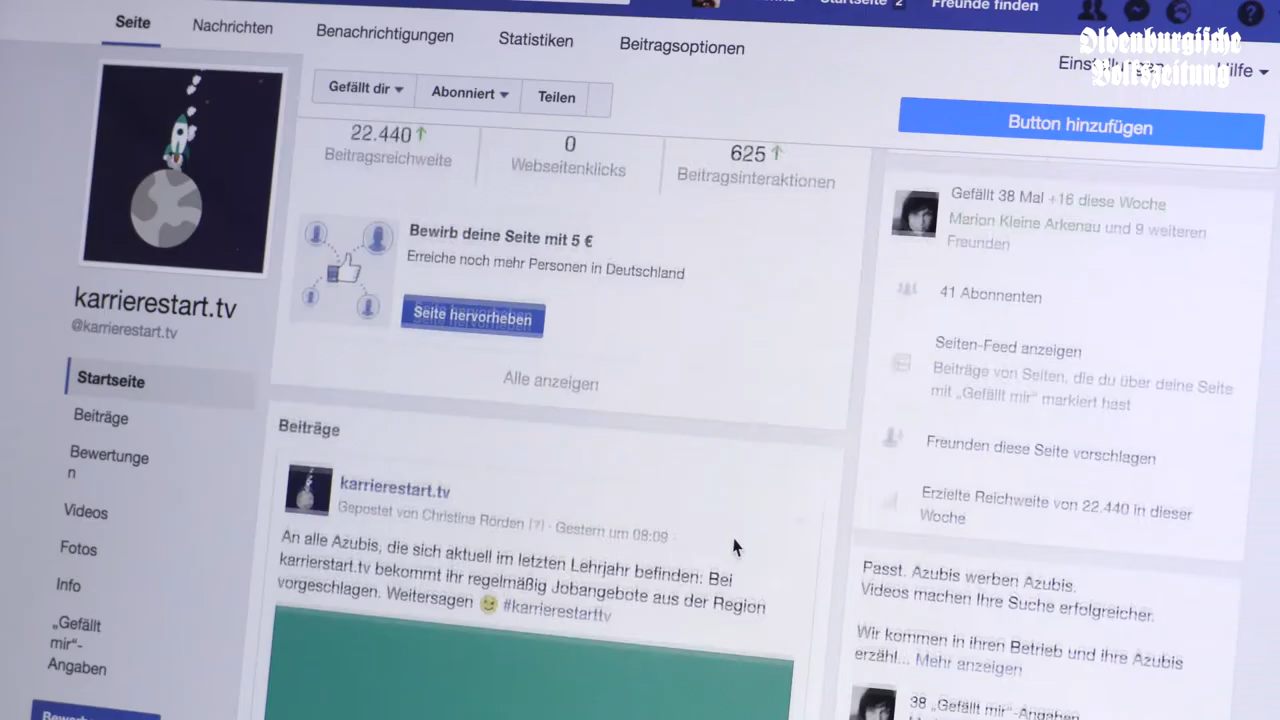 Startseite 2
Freunde finden
Seite
Nachrichten
Benachrichtigungen
Statistiken
Beitragsoptionen
Oldenburgische
Volkszeitung
Gefällt dir
Abonniert
Teilen
Button hinzufügen
22.440
Beitragsreichweite
0
Webseitenklicks
625
Beitragsinteraktionen
Bewirb deine Seite mit 5 €
Erreiche noch mehr Personen in Deutschland
Seite hervorheben
Alle anzeigen
karrierestart.tv
@karrierestart.tv
Startseite
Beiträge
Bewertunge
n
Videos
Fotos
Info
„Gefällt
mir“-
Angaben
Beiträge
karrierestart.tv
Gepostet von Christina Rörden [?] · Gestern um 08:09 ·
An alle Azubis, die sich aktuell im letzten Lehrjahr befinden: Bei
karrierstart.tv bekommt ihr regelmäßig Jobangebote aus der Region
vorgeschlagen. Weitersagen 😉 #karrierestarttv
Gefällt 38 Mal +16 diese Woche
Marion Kleine Arkenau und 9 weiteren
Freunden
41 Abonnenten
Seiten-Feed anzeigen
Beiträge von Seiten, die du über deine Seite
mit „Gefällt mir“ markiert hast
Freunden diese Seite vorschlagen
Erzielte Reichweite von 22.440 in dieser
Woche
Passt. Azubis werben Azubis.
Videos machen Ihre Suche erfolgreicher.
Wir kommen in ihren Betrieb und ihre Azubis
erzähl... Mehr anzeigen
38 „Gefällt mir“-Angaben